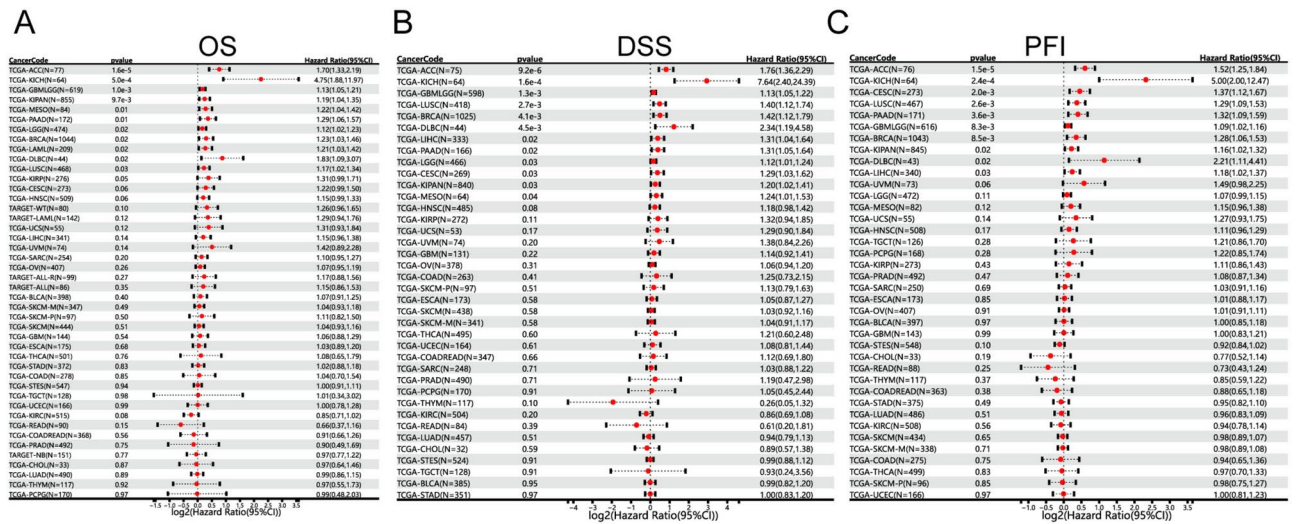 A
OS
CancerCode pvalue Hazard Ratio(95%CI)
TCGA-ACC(N=77) 1.6e-5 1.70(1.33,2.19)
TCGA-KICH(N=64) 5.0e-4 4.75(1.88,11.97)
TCGA-GBMLGG(N=619) 1.0e-3 1.13(1.05,1.21)
TCGA-KIPAN(N=855) 9.7e-3 1.19(1.04,1.35)
TCGA-MESO(N=84) 0.01 1.22(1.04,1.42)
TCGA-PAAD(N=172) 0.01 1.29(1.06,1.57)
TCGA-LGG(N=474) 0.02 1.12(1.02,1.23)
TCGA-BRCA(N=1044) 0.02 1.23(1.03,1.46)
TCGA-LAML(N=209) 0.02 1.21(1.03,1.42)
TCGA-DLBC(N=44) 0.02 1.83(1.09,3.07)
TCGA-LUSC(N=468) 0.03 1.17(1.02,1.34)
TCGA-KIRP(N=276) 0.05 1.31(0.99,1.71)
TCGA-CESC(N=273) 0.06 1.22(0.99,1.50)
TCGA-HNSC(N=509) 0.06 1.15(0.99,1.33)
TARGET-WT(N=80) 0.10 1.26(0.96,1.65)
TARGET-LAML(N=142) 0.12 1.29(0.94,1.76)
TCGA-UCS(N=55) 0.12 1.31(0.93,1.84)
TCGA-LIHC(N=341) 0.14 1.15(0.96,1.38)
TCGA-UVM(N=74) 0.14 1.42(0.89,2.28)
TCGA-SARC(N=254) 0.20 1.10(0.95,1.27)
TCGA-OV(N=407) 0.26 1.07(0.95,1.19)
TARGET-ALL-R(N=99) 0.27 1.17(0.88,1.56)
TARGET-ALL(N=86) 0.35 1.15(0.86,1.53)
TCGA-BLCA(N=398) 0.40 1.07(0.91,1.25)
TCGA-SKCM-M(N=347) 0.49 1.04(0.93,1.18)
TCGA-SKCM-P(N=97) 0.50 1.11(0.82,1.50)
TCGA-SKCM(N=444) 0.51 1.04(0.93,1.16)
TCGA-GBM(N=144) 0.54 1.06(0.88,1.29)
TCGA-ESCA(N=175) 0.68 1.03(0.89,1.20)
TCGA-THCA(N=501) 0.76 1.08(0.65,1.79)
TCGA-STAD(N=372) 0.83 1.02(0.88,1.18)
TCGA-COAD(N=278) 0.85 1.04(0.70,1.54)
TCGA-STES(N=547) 0.94 1.00(0.91,1.11)
TCGA-TGCT(N=128) 0.98 1.01(0.34,3.02)
TCGA-UCEC(N=166) 0.99 1.00(0.78,1.28)
TCGA-KIRC(N=515) 0.08 0.85(0.71,1.02)
TCGA-READ(N=90) 0.15 0.66(0.37,1.16)
TCGA-COADREAD(N=368) 0.56 0.91(0.66,1.26)
TCGA-PRAD(N=492) 0.75 0.90(0.49,1.69)
TARGET-NB(N=151) 0.77 0.97(0.77,1.22)
TCGA-CHOL(N=33) 0.87 0.97(0.64,1.46)
TCGA-LUAD(N=490) 0.89 0.99(0.86,1.15)
TCGA-THYM(N=117) 0.92 0.97(0.55,1.73)
TCGA-PCPG(N=170) 0.97 0.99(0.48,2.03)
-1.5 -1.0 -0.5 0.0 0.5 1.0 1.5 2.0 2.5 3.0 3.5
log2(Hazard Ratio(95%CI))
B
DSS
CancerCode pvalue Hazard Ratio(95%CI)
TCGA-ACC(N=75) 9.2e-6 1.76(1.36,2.29)
TCGA-KICH(N=64) 1.6e-4 7.64(2.40,24.39)
TCGA-GBMLGG(N=598) 1.3e-3 1.13(1.05,1.22)
TCGA-LUSC(N=418) 2.7e-3 1.40(1.12,1.74)
TCGA-BRCA(N=1025) 4.1e-3 1.42(1.12,1.79)
TCGA-DLBC(N=44) 4.5e-3 2.34(1.19,4.58)
TCGA-LIHC(N=333) 0.02 1.31(1.04,1.64)
TCGA-PAAD(N=166) 0.02 1.31(1.05,1.64)
TCGA-LGG(N=466) 0.03 1.12(1.01,1.24)
TCGA-CESC(N=269) 0.03 1.29(1.03,1.62)
TCGA-KIPAN(N=840) 0.03 1.20(1.02,1.41)
TCGA-MESO(N=64) 0.04 1.24(1.01,1.53)
TCGA-HNSC(N=485) 0.08 1.18(0.98,1.42)
TCGA-KIRP(N=272) 0.11 1.32(0.94,1.85)
TCGA-UCS(N=53) 0.17 1.29(0.90,1.84)
TCGA-UVM(N=74) 0.20 1.38(0.84,2.26)
TCGA-GBM(N=131) 0.22 1.14(0.92,1.41)
TCGA-OV(N=378) 0.31 1.06(0.94,1.20)
TCGA-COAD(N=263) 0.41 1.25(0.73,2.15)
TCGA-SKCM-P(N=97) 0.51 1.13(0.79,1.63)
TCGA-ESCA(N=173) 0.58 1.05(0.87,1.27)
TCGA-SKCM(N=438) 0.58 1.03(0.92,1.16)
TCGA-SKCM-M(N=341) 0.58 1.04(0.91,1.17)
TCGA-THCA(N=495) 0.60 1.21(0.60,2.48)
TCGA-UCEC(N=164) 0.61 1.08(0.81,1.44)
TCGA-COADREAD(N=347) 0.66 1.12(0.69,1.80)
TCGA-SARC(N=248) 0.71 1.03(0.88,1.22)
TCGA-PRAD(N=490) 0.71 1.19(0.47,2.98)
TCGA-PCPG(N=170) 0.91 1.05(0.45,2.44)
TCGA-THYM(N=117) 0.10 0.26(0.05,1.32)
TCGA-KIRC(N=504) 0.20 0.86(0.69,1.08)
TCGA-READ(N=84) 0.39 0.61(0.20,1.81)
TCGA-LUAD(N=457) 0.51 0.94(0.79,1.13)
TCGA-CHOL(N=32) 0.59 0.89(0.57,1.38)
TCGA-STES(N=524) 0.91 0.99(0.88,1.12)
TCGA-TGCT(N=128) 0.91 0.93(0.24,3.56)
TCGA-BLCA(N=385) 0.95 0.99(0.82,1.20)
TCGA-STAD(N=351) 0.97 1.00(0.83,1.20)
-4 -3 -2 -1 0 1 2 3 4
log2(Hazard Ratio(95%CI))
C
PFI
CancerCode pvalue Hazard Ratio(95%CI)
TCGA-ACC(N=76) 1.5e-5 1.52(1.25,1.84)
TCGA-KICH(N=64) 2.4e-4 5.00(2.00,12.47)
TCGA-CESC(N=273) 2.0e-3 1.37(1.12,1.67)
TCGA-LUSC(N=467) 2.6e-3 1.29(1.09,1.53)
TCGA-PAAD(N=171) 3.6e-3 1.32(1.09,1.59)
TCGA-GBMLGG(N=616) 8.3e-3 1.09(1.02,1.16)
TCGA-BRCA(N=1043) 8.5e-3 1.28(1.06,1.53)
TCGA-KIPAN(N=845) 0.02 1.16(1.02,1.32)
TCGA-DLBC(N=43) 0.02 2.21(1.11,4.41)
TCGA-LIHC(N=340) 0.03 1.18(1.02,1.37)
TCGA-UVM(N=73) 0.06 1.49(0.98,2.25)
TCGA-LGG(N=472) 0.11 1.07(0.99,1.15)
TCGA-MESO(N=82) 0.12 1.15(0.96,1.38)
TCGA-UCS(N=55) 0.14 1.27(0.93,1.75)
TCGA-HNSC(N=508) 0.17 1.11(0.96,1.29)
TCGA-TGCT(N=126) 0.28 1.21(0.86,1.70)
TCGA-PCPG(N=168) 0.28 1.22(0.85,1.74)
TCGA-KIRP(N=273) 0.43 1.11(0.86,1.43)
TCGA-PRAD(N=492) 0.47 1.08(0.87,1.34)
TCGA-SARC(N=250) 0.69 1.03(0.91,1.16)
TCGA-ESCA(N=173) 0.85 1.01(0.88,1.17)
TCGA-OV(N=407) 0.91 1.01(0.91,1.11)
TCGA-BLCA(N=397) 0.97 1.00(0.85,1.18)
TCGA-GBM(N=143) 0.99 1.00(0.83,1.21)
TCGA-STES(N=548) 0.10 0.92(0.84,1.02)
TCGA-CHOL(N=33) 0.19 0.77(0.52,1.14)
TCGA-READ(N=88) 0.25 0.73(0.43,1.24)
TCGA-THYM(N=117) 0.37 0.85(0.59,1.22)
TCGA-COADREAD(N=363) 0.38 0.88(0.65,1.18)
TCGA-STAD(N=375) 0.49 0.95(0.82,1.10)
TCGA-LUAD(N=486) 0.51 0.96(0.83,1.09)
TCGA-KIRC(N=508) 0.56 0.94(0.78,1.14)
TCGA-SKCM(N=434) 0.65 0.98(0.89,1.07)
TCGA-SKCM-M(N=338) 0.71 0.98(0.89,1.08)
TCGA-COAD(N=275) 0.75 0.94(0.65,1.36)
TCGA-THCA(N=499) 0.83 0.97(0.70,1.33)
TCGA-SKCM-P(N=96) 0.85 0.98(0.75,1.27)
TCGA-UCEC(N=166) 0.97 1.00(0.81,1.23)
-1.0 -0.5 0.0 0.5 1.0 1.5 2.0 2.5 3.0 3.5
log2(Hazard Ratio(95%CI))